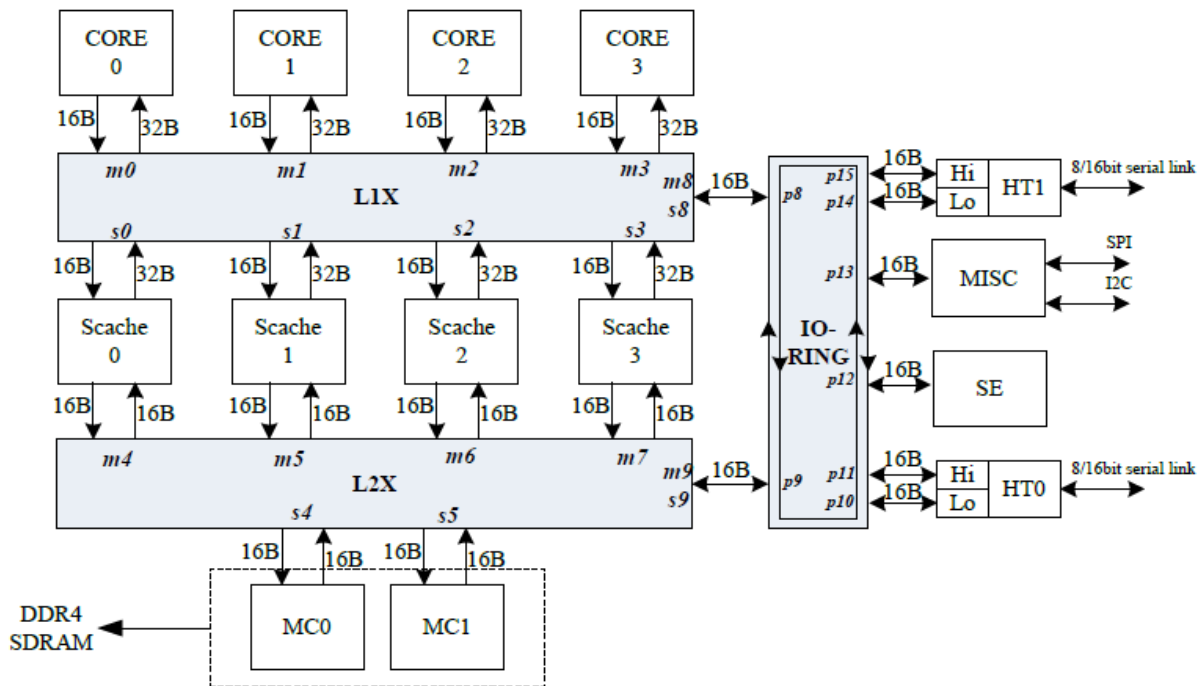 CORE 0
CORE 1
CORE 2
CORE 3
16B
32B
16B
32B
16B
32B
16B
32B
m0
m1
m2
m3
m8
L1X
s8
s0
s1
s2
s3
16B
p8
p15
p14
p13
IO-
RING
p12
p11
p9
p10
16B
16B
Hi
Lo
HT1
8/16bit serial link
16B
MISC
SPI
I2C
16B
SE
16B
16B
Hi
Lo
HT0
8/16bit serial link
16B
32B
16B
32B
16B
32B
16B
32B
Scache 0
Scache 1
Scache 2
Scache 3
16B
16B
16B
16B
16B
16B
16B
16B
m4
m5
m6
m7
m9
L2X
s9
s4
s5
16B
16B
16B
16B
16B
DDR4
SDRAM
MC0
MC1